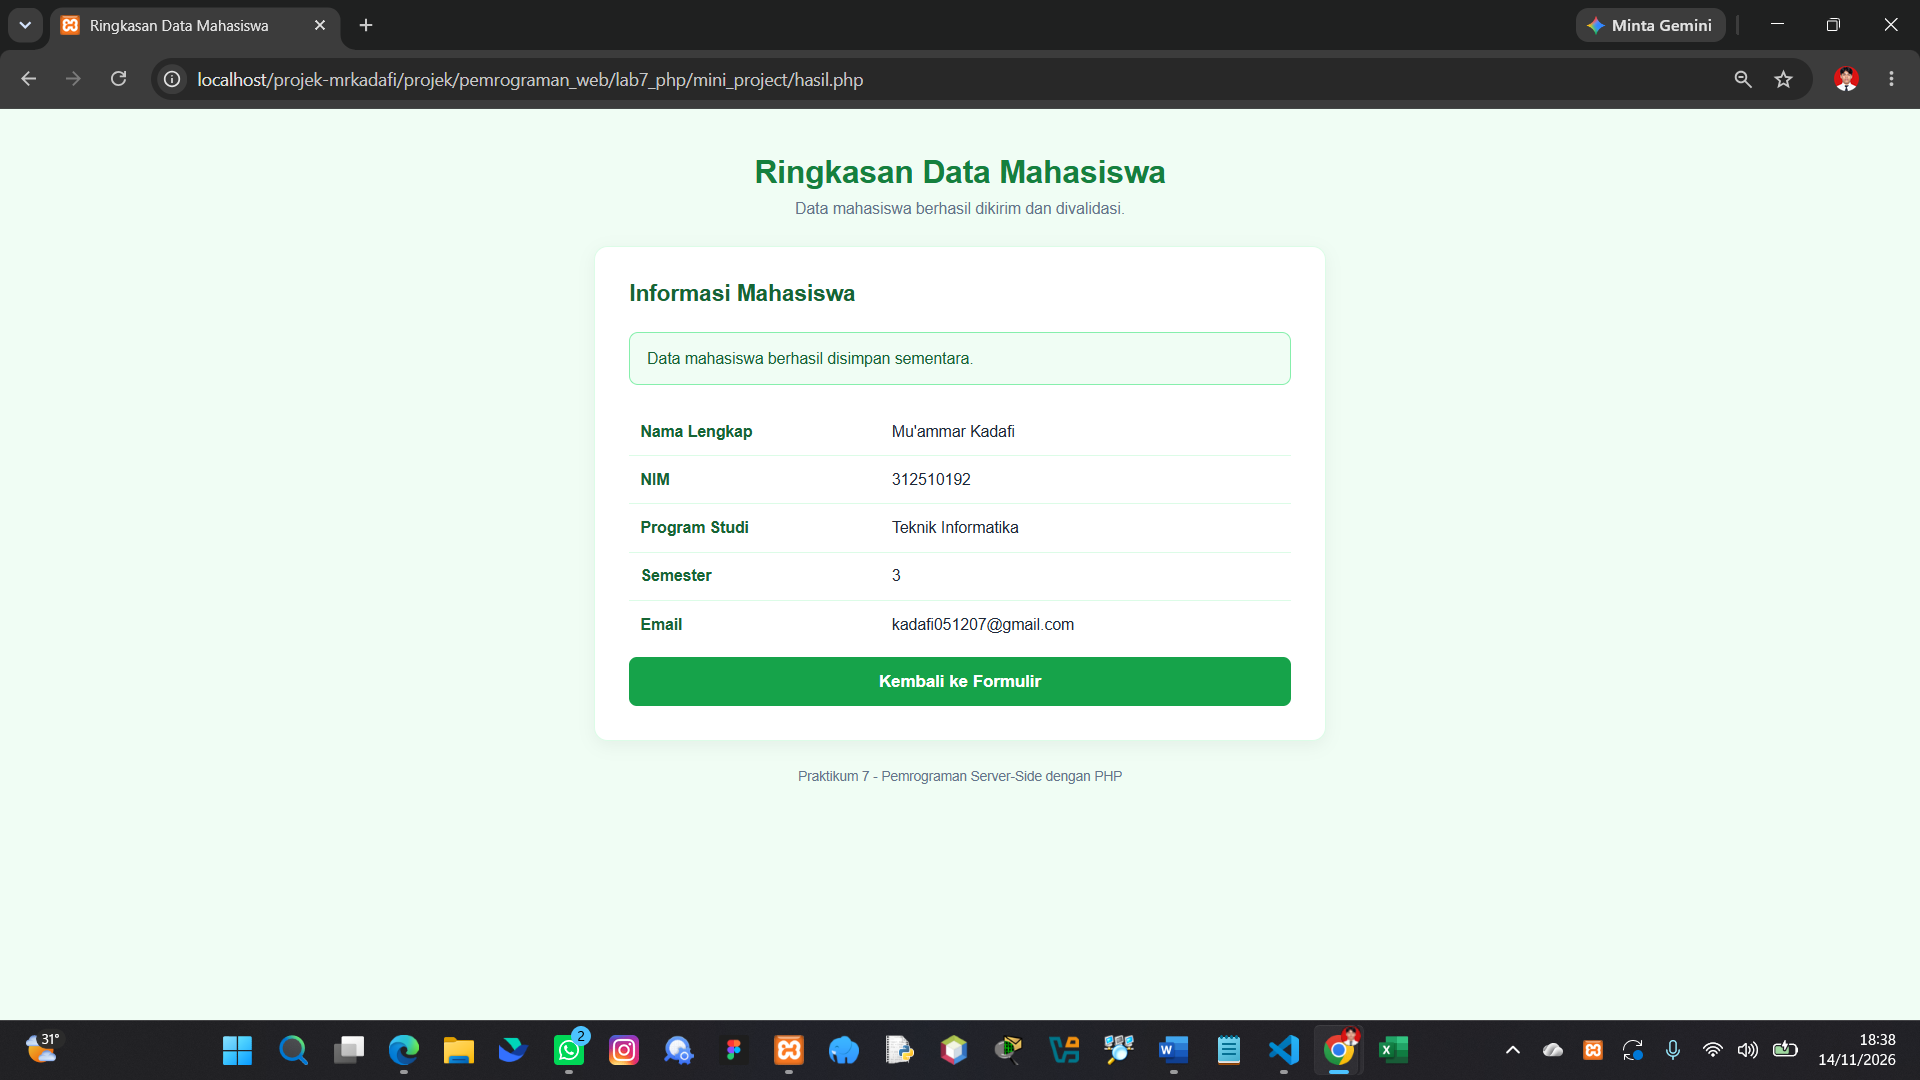 Ringkasan Data Mahasiswa
Minta Gemini
localhost/projek-mrkadafi/projek/pemrograman_web/lab7_php/mini_project/hasil.php
Ringkasan Data Mahasiswa
Data mahasiswa berhasil dikirim dan divalidasi.
Informasi Mahasiswa
Data mahasiswa berhasil disimpan sementara.
Nama Lengkap Mu'ammar Kadafi
NIM 312510192
Program Studi Teknik Informatika
Semester 3
Email kadafi051207@gmail.com
Kembali ke Formulir
Praktikum 7 - Pemrograman Server-Side dengan PHP
31°
2
18:38
14/11/2026